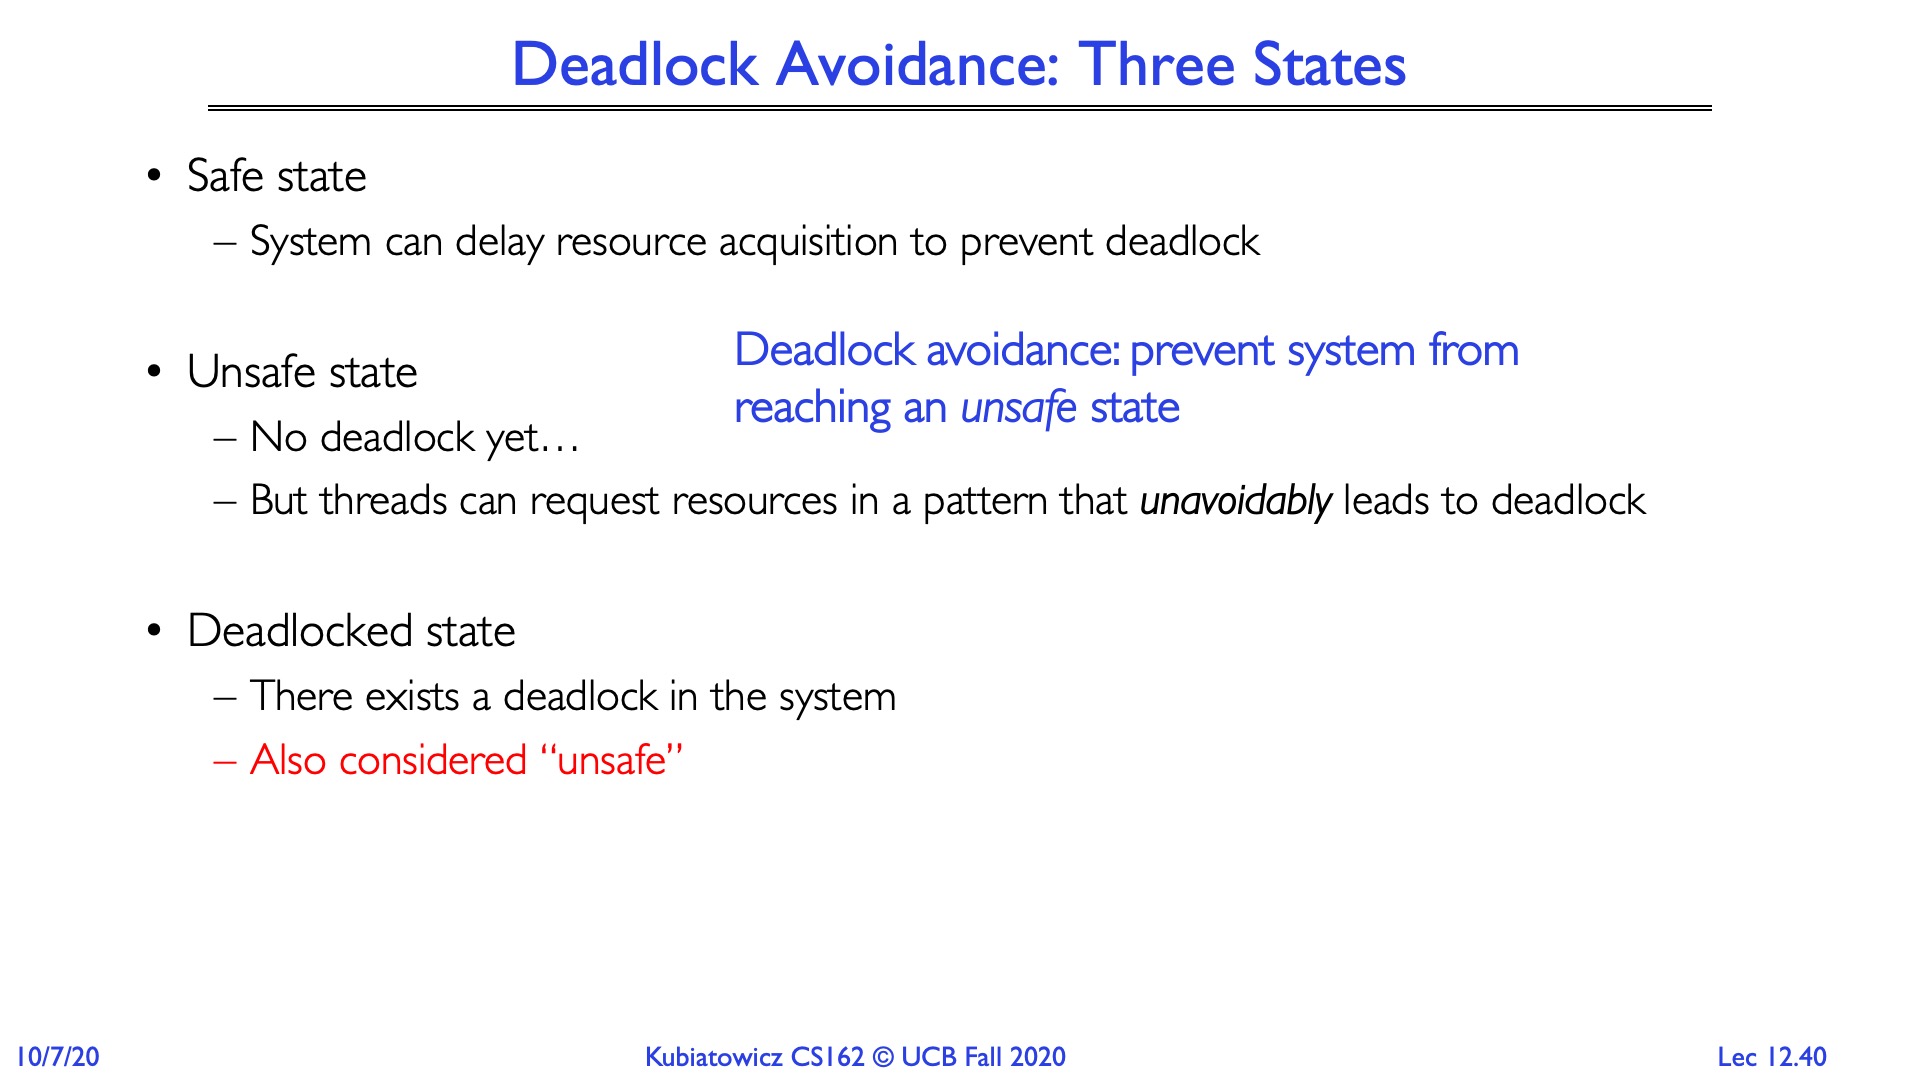 Deadlock Avoidance: Three States
• Safe state
– System can delay resource acquisition to prevent deadlock
Deadlock avoidance: prevent system from
reaching an unsafe state
• Unsafe state
– No deadlock yet…
– But threads can request resources in a pattern that unavoidably leads to deadlock
• Deadlocked state
– There exists a deadlock in the system
– Also considered “unsafe”
10/7/20
Kubiatowicz CS162 © UCB Fall 2020
Lec 12.40